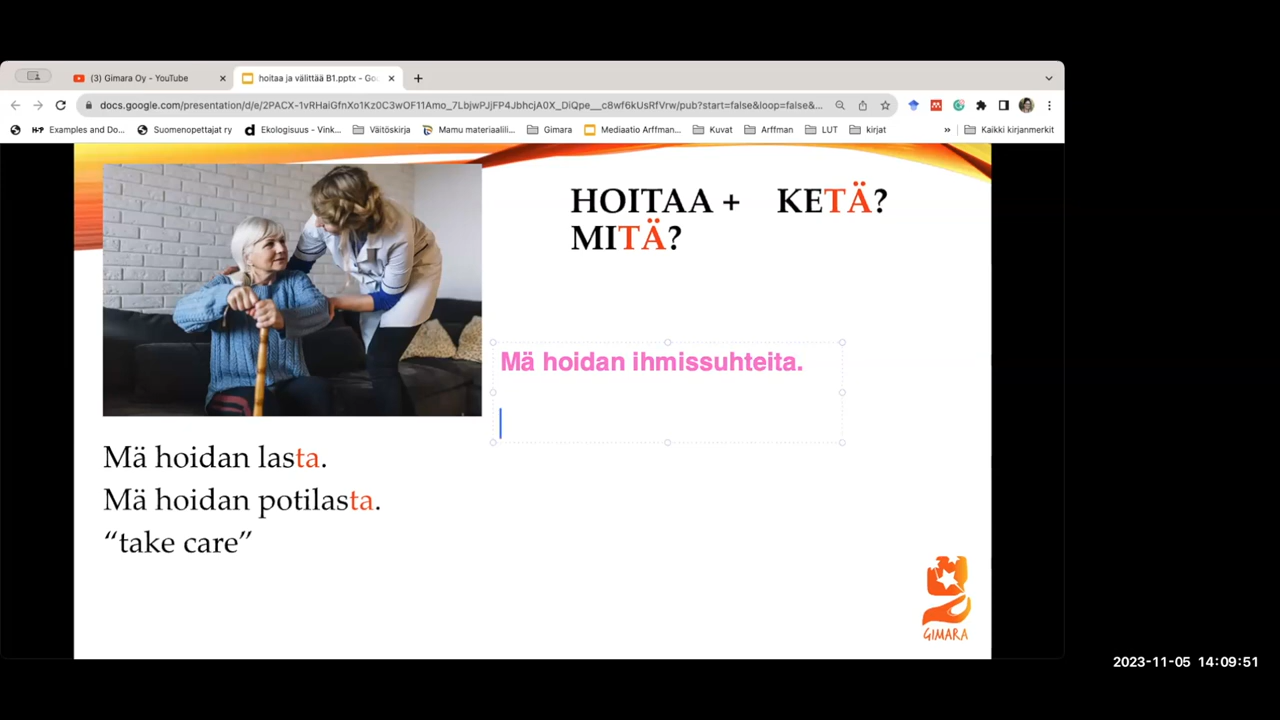 (3) Gimara Oy - YouTube
hoitaa ja välittää B1.pptx - Goo
docs.google.com/presentation/d/e/2PACX-1vRHaiGfnXo1Kz0C3wOF11Amo_7LbjwPJjFP4JbhcjA0X_DiQpe__c8wf6kUsRfVrw/pub?start=false&loop=false&...
Examples and Do... Suomenopettajat ry Ekologisuus - Vink... Väitöskirja Mamu materiaalili... Gimara Mediaatio Arffman... Kuvat Arffman LUT kirjat » Kaikki kirjanmerkit
HOITAA + KETÄ?
MITÄ?
Mä hoidan ihmissuhteita.
Mä hoidan lasta.
Mä hoidan potilasta.
“take care”
GIMARA
2023-11-05 14:09:51